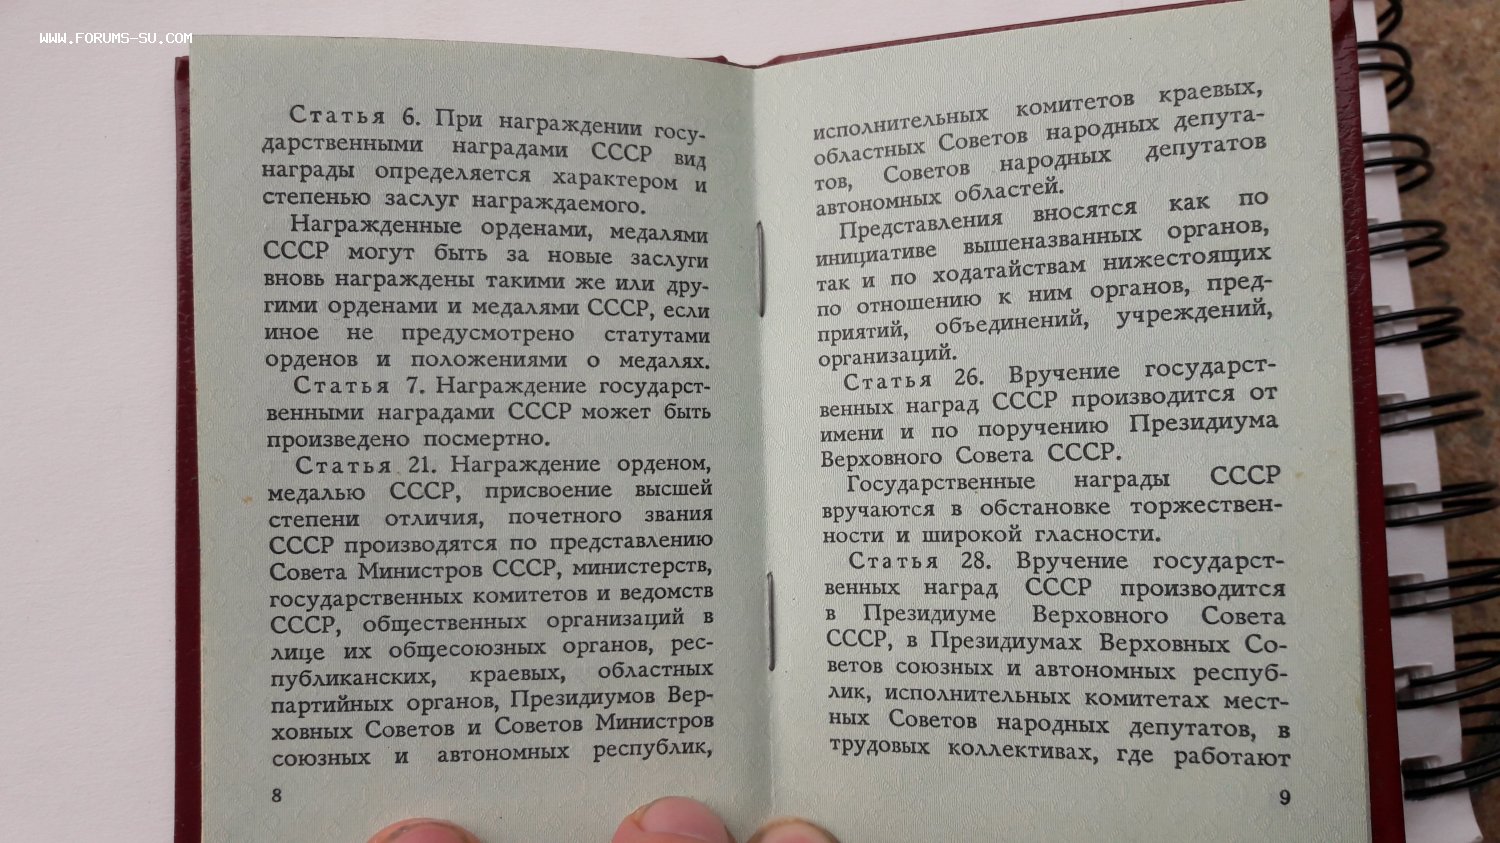 WWW.FORUMS-SU.COM
Статья 6. При награждении госу-
дарственными наградами СССР вид
награды определяется характером и
степенью заслуг награждаемого.
Награжденные орденами, медалями
СССР могут быть за новые заслуги
вновь награждены такими же или дру-
гими орденами и медалями СССР, если
иное не предусмотрено статутами
орденов и положениями о медалях.
Статья 7. Награждение государст-
венными наградами СССР может быть
произведено посмертно.
Статья 21. Награждение орденом,
медалью СССР, присвоение высшей
степени отличия, почетного звания
СССР производятся по представлению
Совета Министров СССР, министерств,
государственных комитетов и ведомств
СССР, общественных организаций в
лице их общесоюзных органов, рес-
публиканских, краевых, областных
партийных органов, Президиумов Вер-
ховных Советов и Советов Министров
союзных и автономных республик,
8
исполнительных комитетов краевых,
областных Советов народных депута-
тов, Советов народных депутатов
автономных областей.
Представления вносятся как по
инициативе вышеназванных органов,
так и по ходатайствам нижестоящих
по отношению к ним органов, пред-
приятий, объединений, учреждений,
организаций.
Статья 26. Вручение государст-
венных наград СССР производится от
имени и по поручению Президиума
Верховного Совета СССР.
Государственные награды СССР
вручаются в обстановке торжествен-
ности и широкой гласности.
Статья 28. Вручение государст-
венных наград СССР производится
в Президиуме Верховного Совета
СССР, в Президиумах Верховных Со-
ветов союзных и автономных респуб-
лик, исполнительных комитетах мест-
ных Советов народных депутатов, в
трудовых коллективах, где работают
9